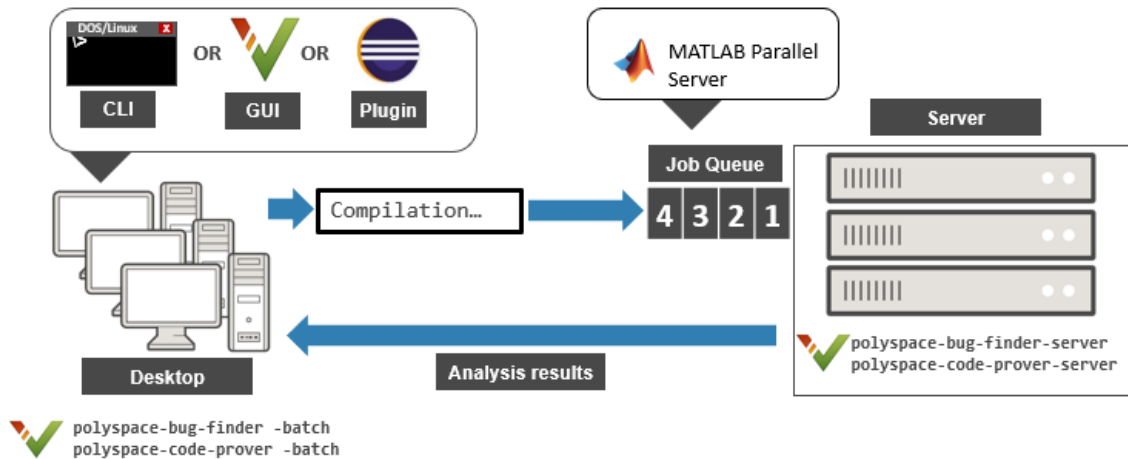 DOS/Linux X
\>
OR
OR
CLI
GUI
Plugin
MATLAB Parallel
Server
Server
Job Queue
4 3 2 1
Compilation…
Desktop
Analysis results
polyspace-bug-finder-server
polyspace-code-prover-server
polyspace-bug-finder -batch
polyspace-code-prover -batch